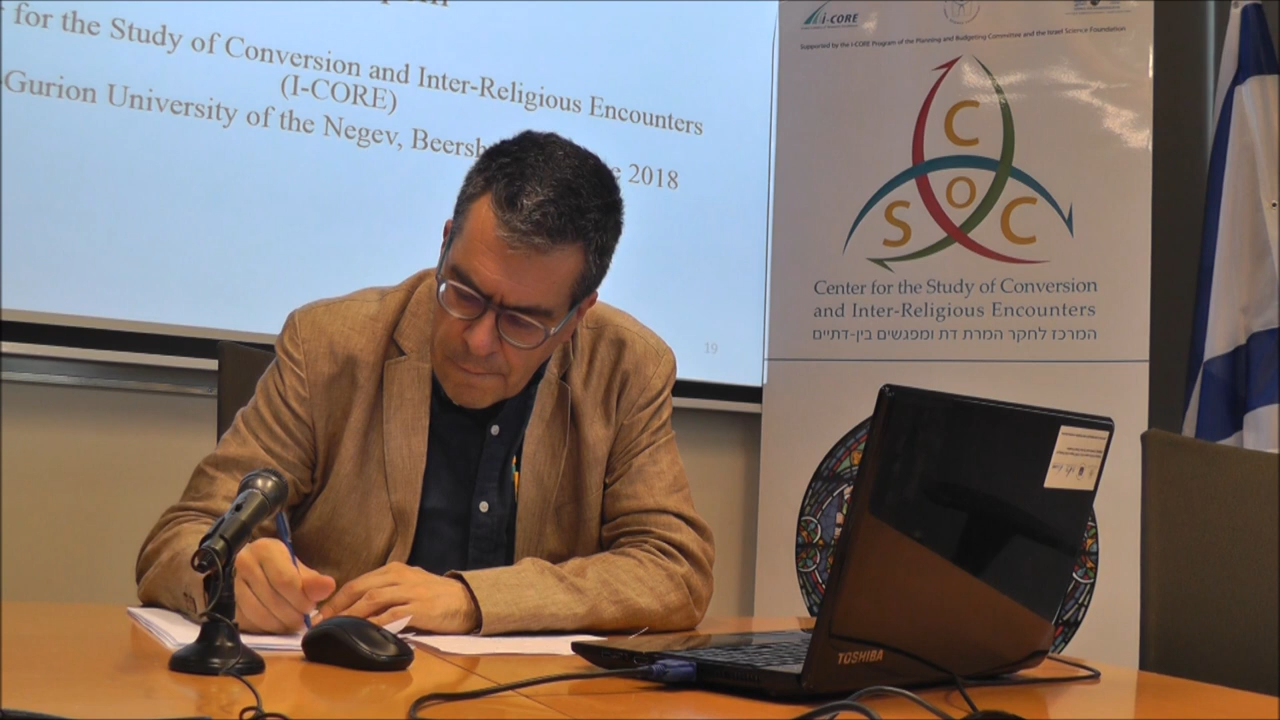 for the Study of Conversion and Inter-Religious Encounters
(I-CORE)
-Gurion University of the Negev, Beersh
2018
19
i-CORE
Supported by the I-CORE Program of the Planning and Budgeting Committee and the Israel Science Foundation
C
O
S C
Center for the Study of Conversion
and Inter-Religious Encounters
המרכז לחקר המרת דת ומפגשים בין-דתיים
TOSHIBA